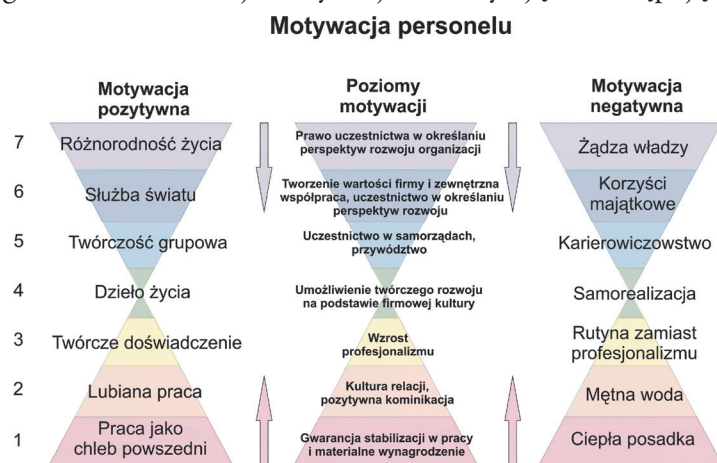 Motywacja personelu
Motywacja
pozytywna
Poziomy
motywacji
Motywacja
negatywna
7
Różnorodność życia
Prawo uczestnictwa w określaniu
perspektyw rozwoju organizacji
Żądza władzy
6
Służba światu
Tworzenie wartości firmy i zewnętrzna
współpraca, uczestnictwo w określaniu
perspektyw rozwoju
Korzyści
majątkowe
5
Twórczość grupowa
Uczestnictwo w samorządach,
przywództwo
Karierowiczowstwo
4
Dzieło życia
Umożliwienie twórczego rozwoju
na podstawie firmowej kultury
Samorealizacja
3
Twórcze doświadczenie
Wzrost
profesjonalizmu
Rutyna zamiast
profesjonalizmu
2
Lubiana praca
Kultura relacji,
pozytywna kominikacja
Mętna woda
1
Praca jako
chleb powszedni
Gwarancja stabilizacji w pracy
i materialne wynagrodzenie
Ciepła posadka